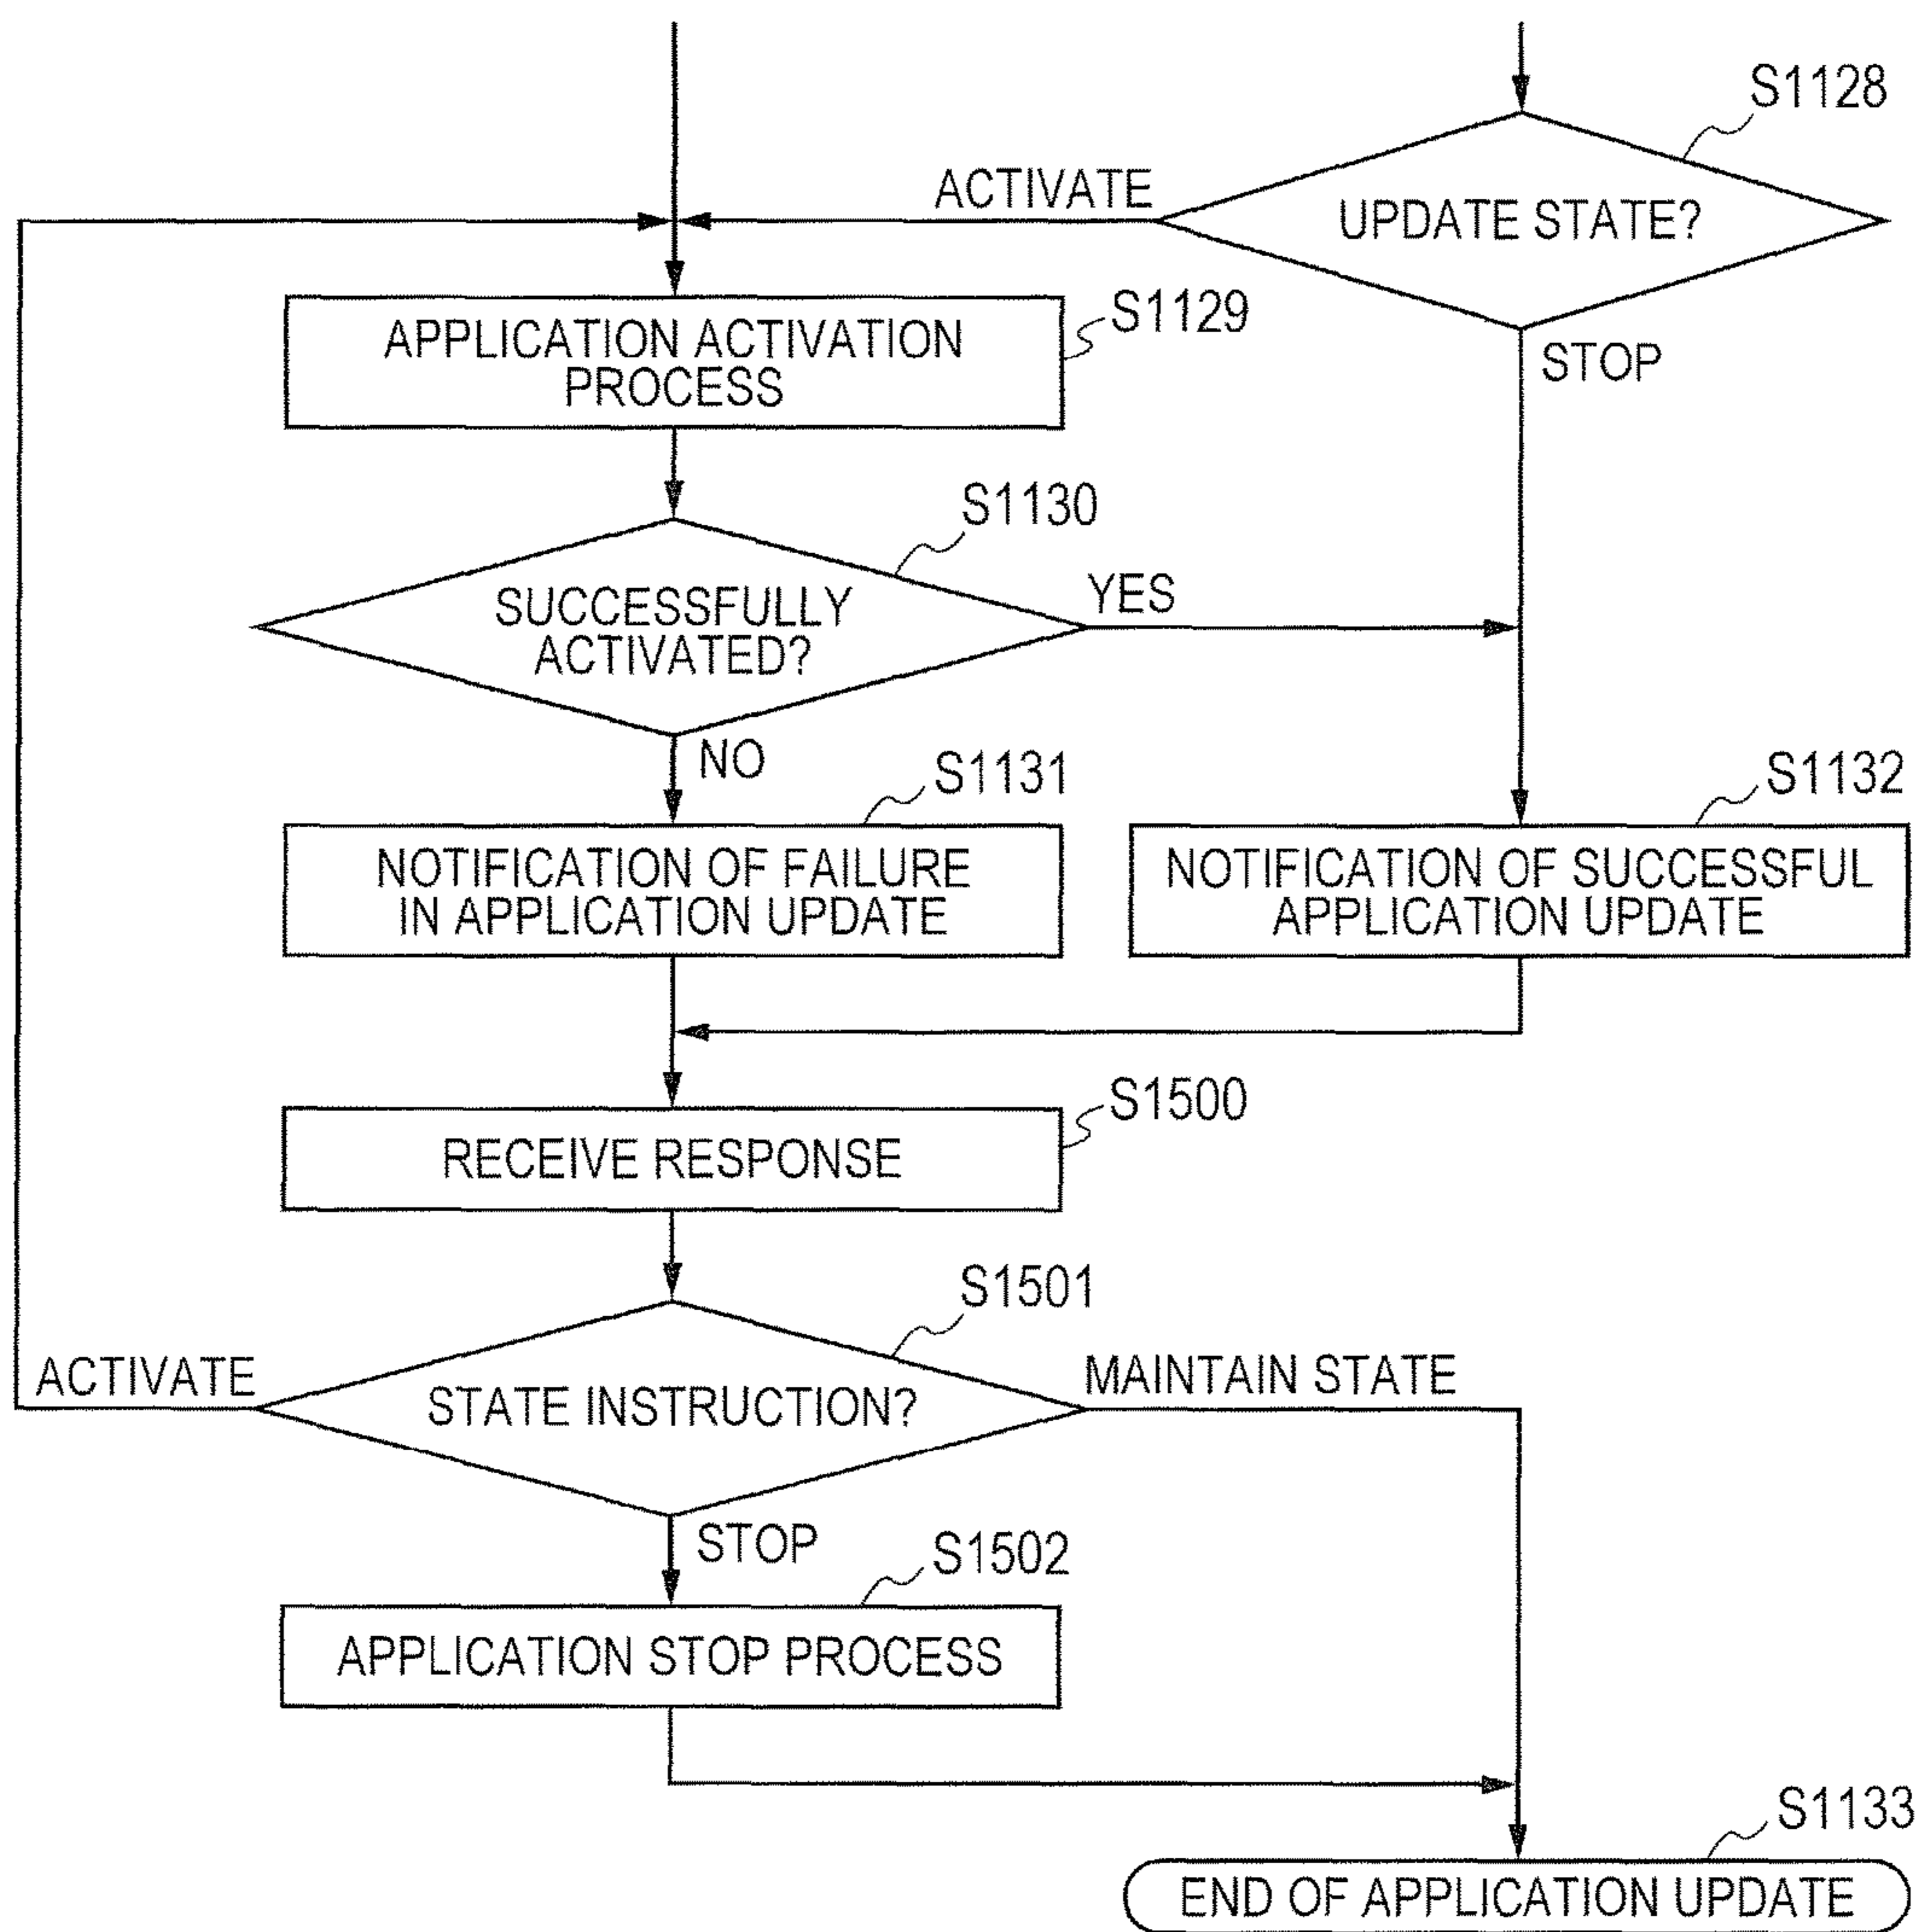 S1128
ACTIVATE
UPDATE STATE?
S1129
APPLICATION ACTIVATION
PROCESS
STOP
S1130
SUCCESSFULLY
ACTIVATED?
YES
NO
S1131
S1132
NOTIFICATION OF FAILURE
IN APPLICATION UPDATE
NOTIFICATION OF SUCCESSFUL
APPLICATION UPDATE
S1500
RECEIVE RESPONSE
S1501
ACTIVATE
STATE INSTRUCTION?
MAINTAIN STATE
STOP
S1502
APPLICATION STOP PROCESS
S1133
END OF APPLICATION UPDATE